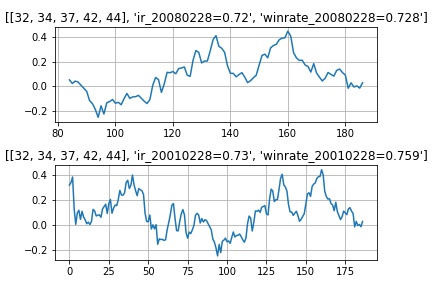 [[32, 34, 37, 42, 44], 'ir_20080228=0.72', 'winrate_20080228=0.728']
0.4
0.2
0.0
−0.2
80 100 120 140 160 180
[[32, 34, 37, 42, 44], 'ir_20010228=0.73', 'winrate_20010228=0.759']
0.4
0.2
0.0
−0.2
0 25 50 75 100 125 150 175